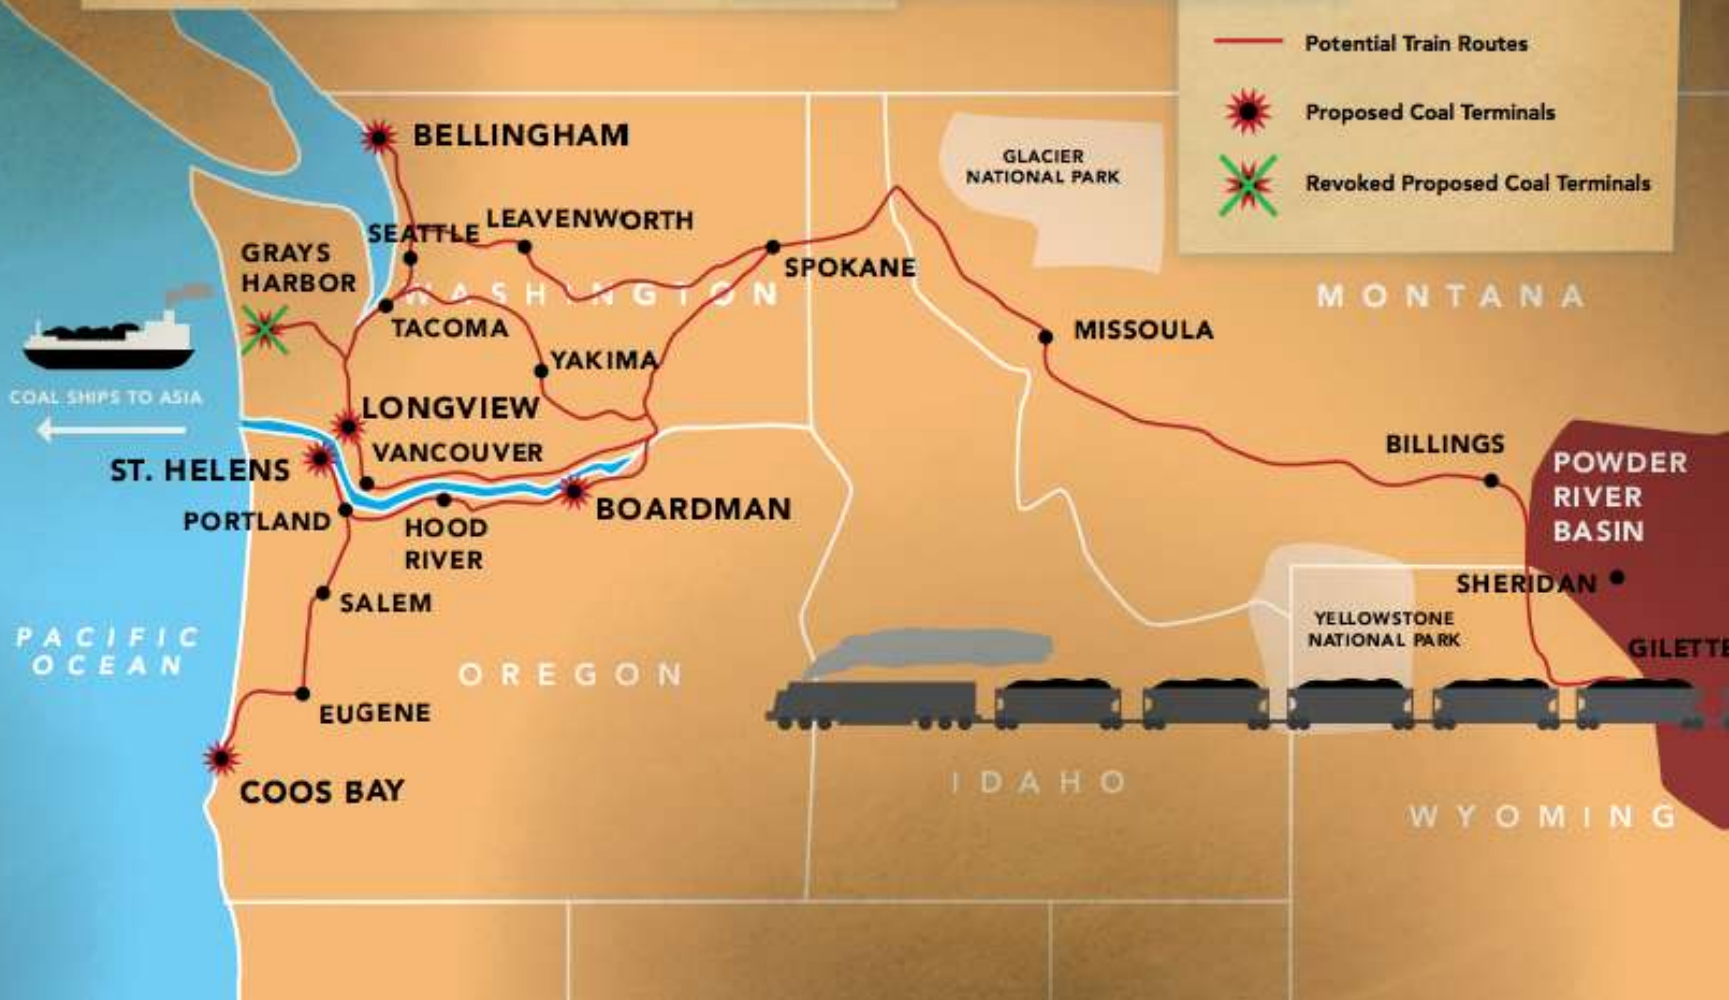 Potential Train Routes
Proposed Coal Terminals
Revoked Proposed Coal Terminals
BELLINGHAM
GLACIER
NATIONAL PARK
SEATTLE
LEAVENWORTH
GRAYS
HARBOR
SPOKANE
WASHINGTON
MONTANA
TACOMA
MISSOULA
YAKIMA
COAL SHIPS TO ASIA
LONGVIEW
VANCOUVER
BILLINGS
POWDER
RIVER
BASIN
ST. HELENS
PORTLAND
HOOD
RIVER
BOARDMAN
SHERIDAN
SALEM
YELLOWSTONE
NATIONAL PARK
PACIFIC
OCEAN
GILETTE
OREGON
EUGENE
IDAHO
COOS BAY
WYOMING